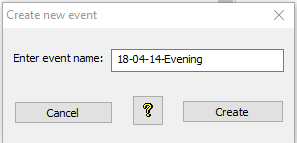 Create new event
Enter event name: 18-04-14-Evening
Cancel ? Create